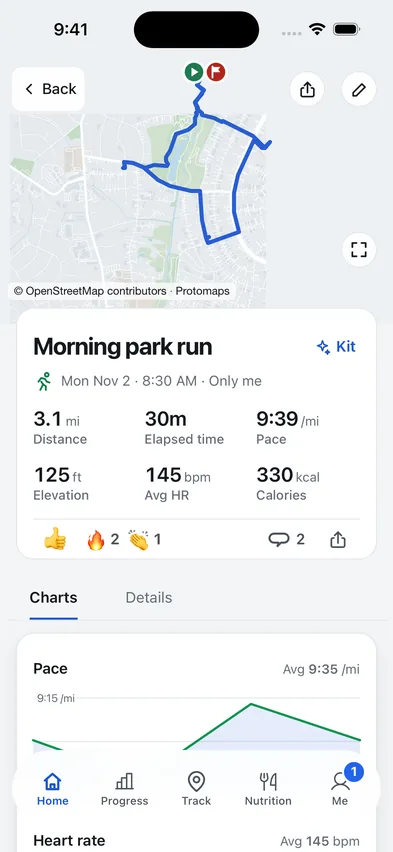 9:41
Back
© OpenStreetMap contributors · Protomaps
Morning park run
Kit
Mon Nov 2 · 8:30 AM · Only me
3.1 mi 30m 9:39 /mi
Distance Elapsed time Pace
125 ft 145 bpm 330 kcal
Elevation Avg HR Calories
2 1 2
Charts Details
Pace Avg 9:35 /mi
9:15 /mi
1
Home Progress Track Nutrition Me
Heart rate Avg 145 bpm